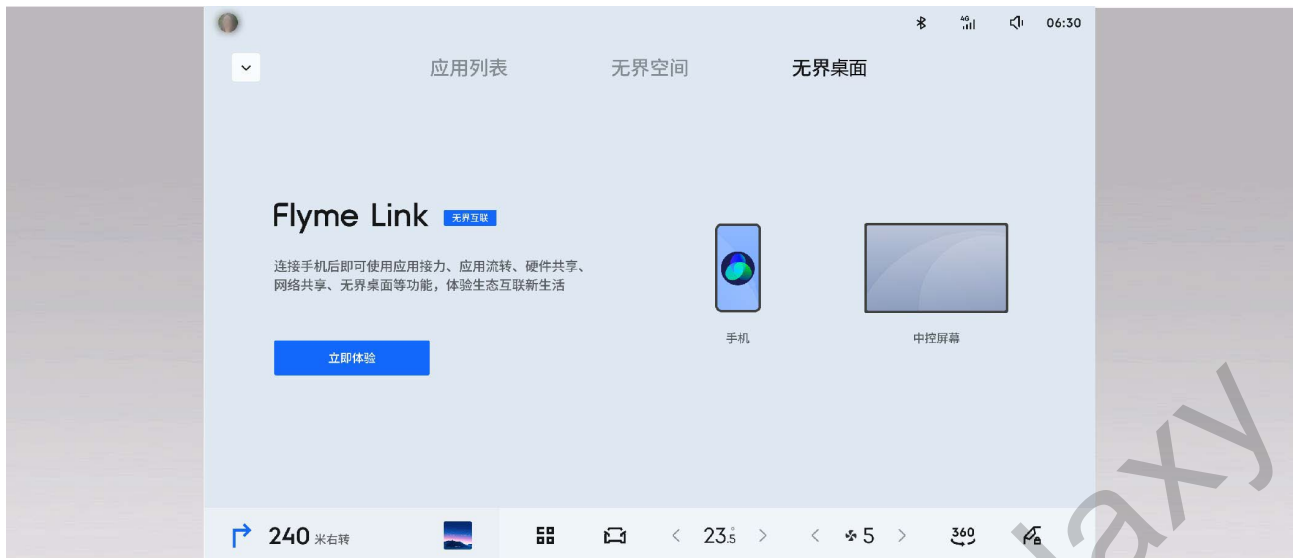 4G
06:30
应用列表 无界空间 无界桌面
Flyme Link 无界互联
连接手机后即可使用应用接力、应用流转、硬件共享、
网络共享、无界桌面等功能，体验生态互联新生活
手机 中控屏幕
立即体验
240 米右转 23.5° 5 360
axy